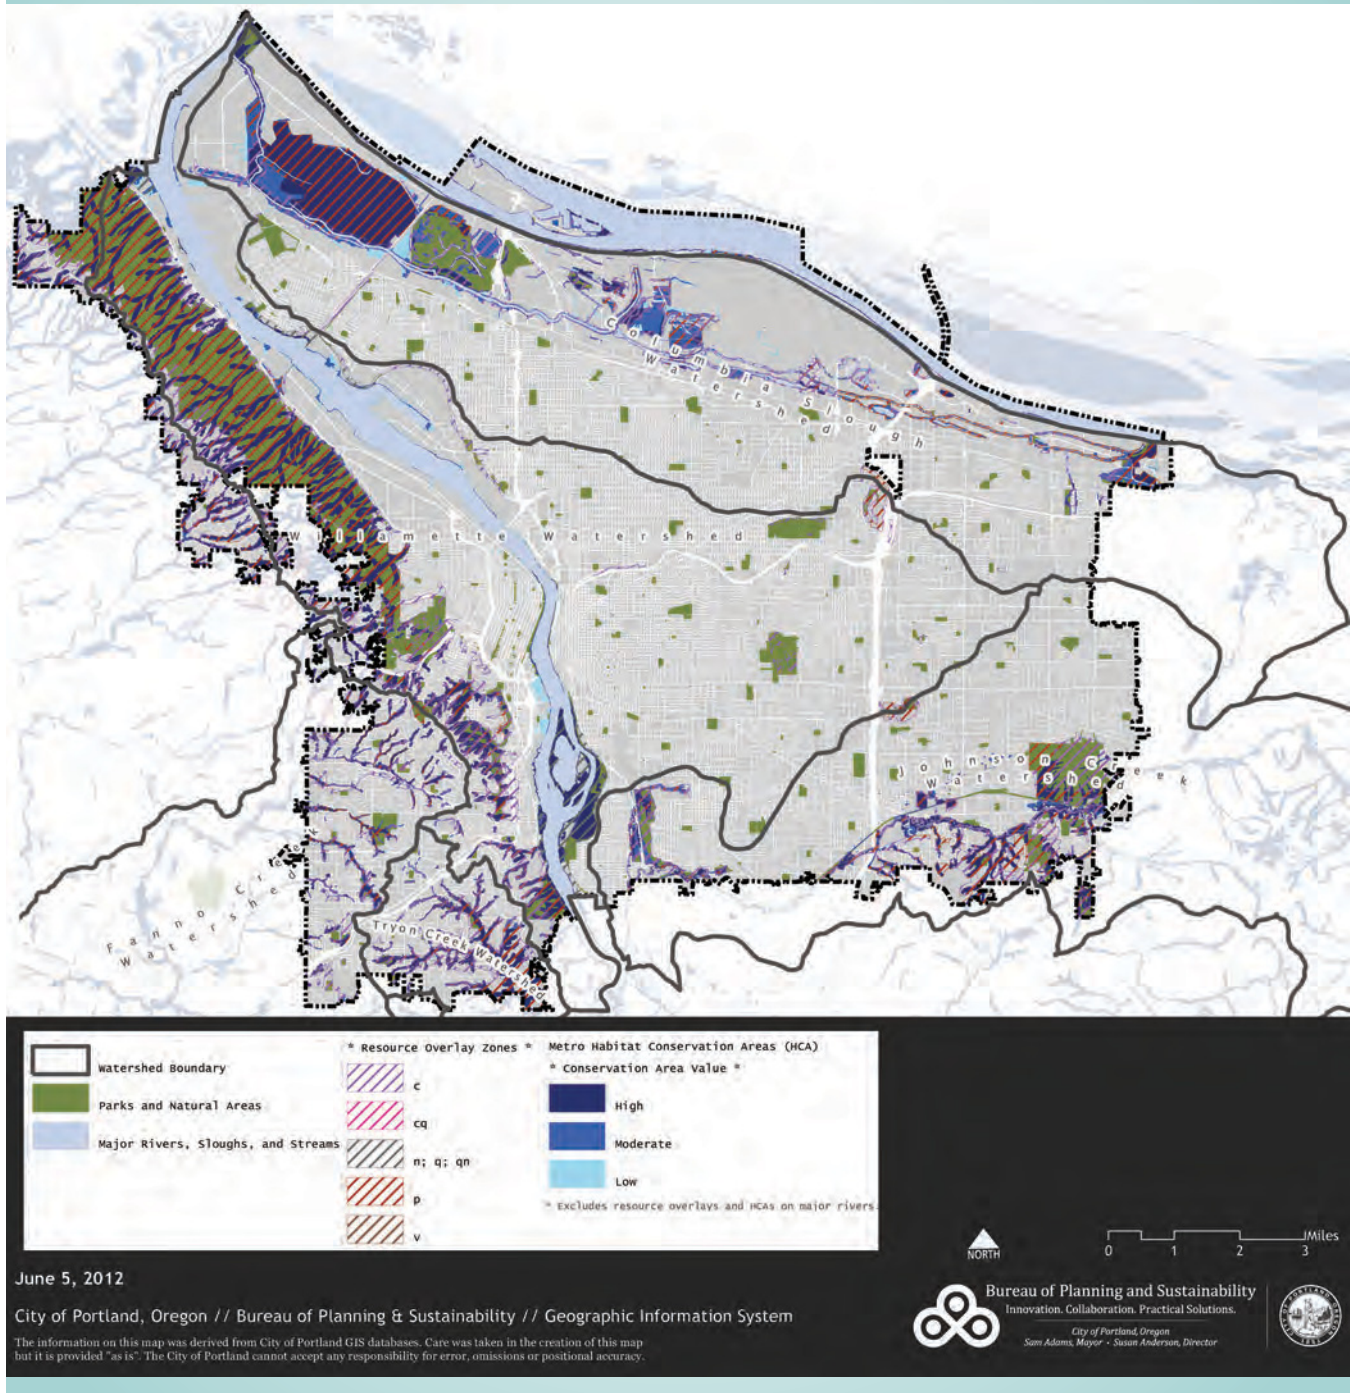 Columbia Slough
Watershed
Willamette Watershed
Johnson Creek
Watershed
Fanno Creek
Watershed
Tryon Creek Watershed
Watershed Boundary
Parks and Natural Areas
Major Rivers, Sloughs, and Streams
* Resource Overlay Zones *
c
cq
n; q; qn
p
v
Metro Habitat Conservation Areas (HCA)
* Conservation Area Value *
High
Moderate
Low
* Excludes resource overlays and HCAs on major rivers.
NORTH
Miles
0 1 2 3
June 5, 2012
City of Portland, Oregon // Bureau of Planning & Sustainability // Geographic Information System
The information on this map was derived from City of Portland GIS databases. Care was taken in the creation of this map
but it is provided "as is". The City of Portland cannot accept any responsibility for error, omissions or positional accuracy.
Bureau of Planning and Sustainability
Innovation. Collaboration. Practical Solutions.
City of Portland, Oregon
Sam Adams, Mayor • Susan Anderson, Director